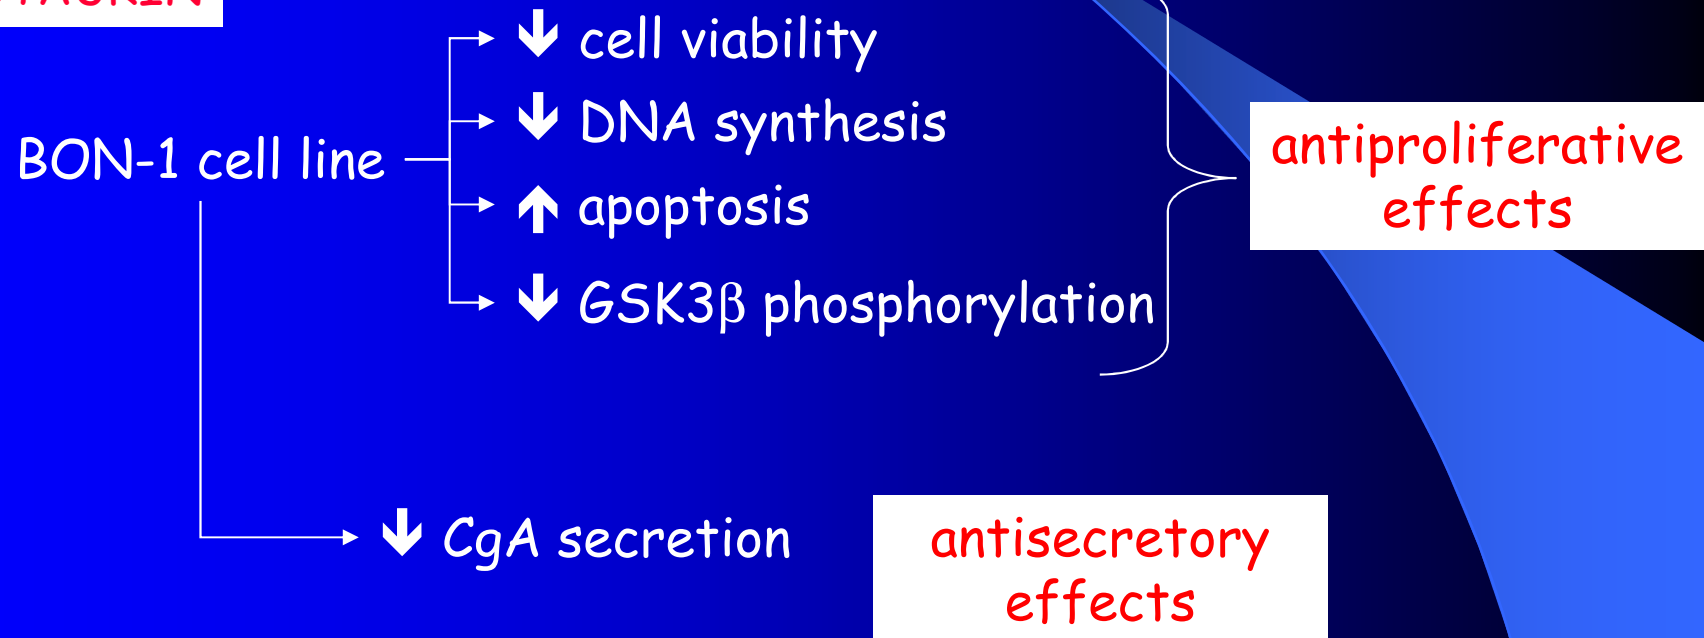 🡻 cell viability
🡻 DNA synthesis
BON-1 cell line
🡹 apoptosis
🡻 GSK3β phosphorylation
antiproliferative
effects
🡻 CgA secretion
antisecretory
effects